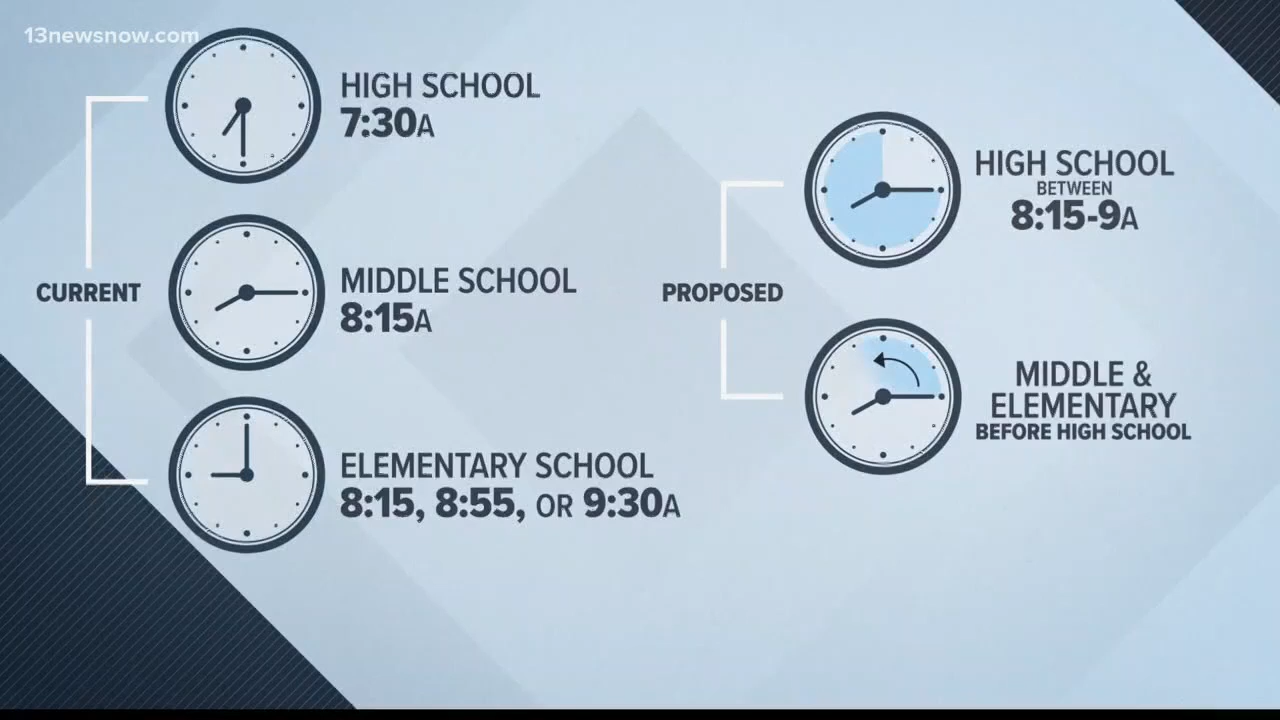 13newsnow.com
HIGH SCHOOL
7:30A
CURRENT
MIDDLE SCHOOL
8:15A
ELEMENTARY SCHOOL
8:15, 8:55, OR 9:30A
PROPOSED
HIGH SCHOOL
BETWEEN
8:15-9A
MIDDLE &
ELEMENTARY
BEFORE HIGH SCHOOL